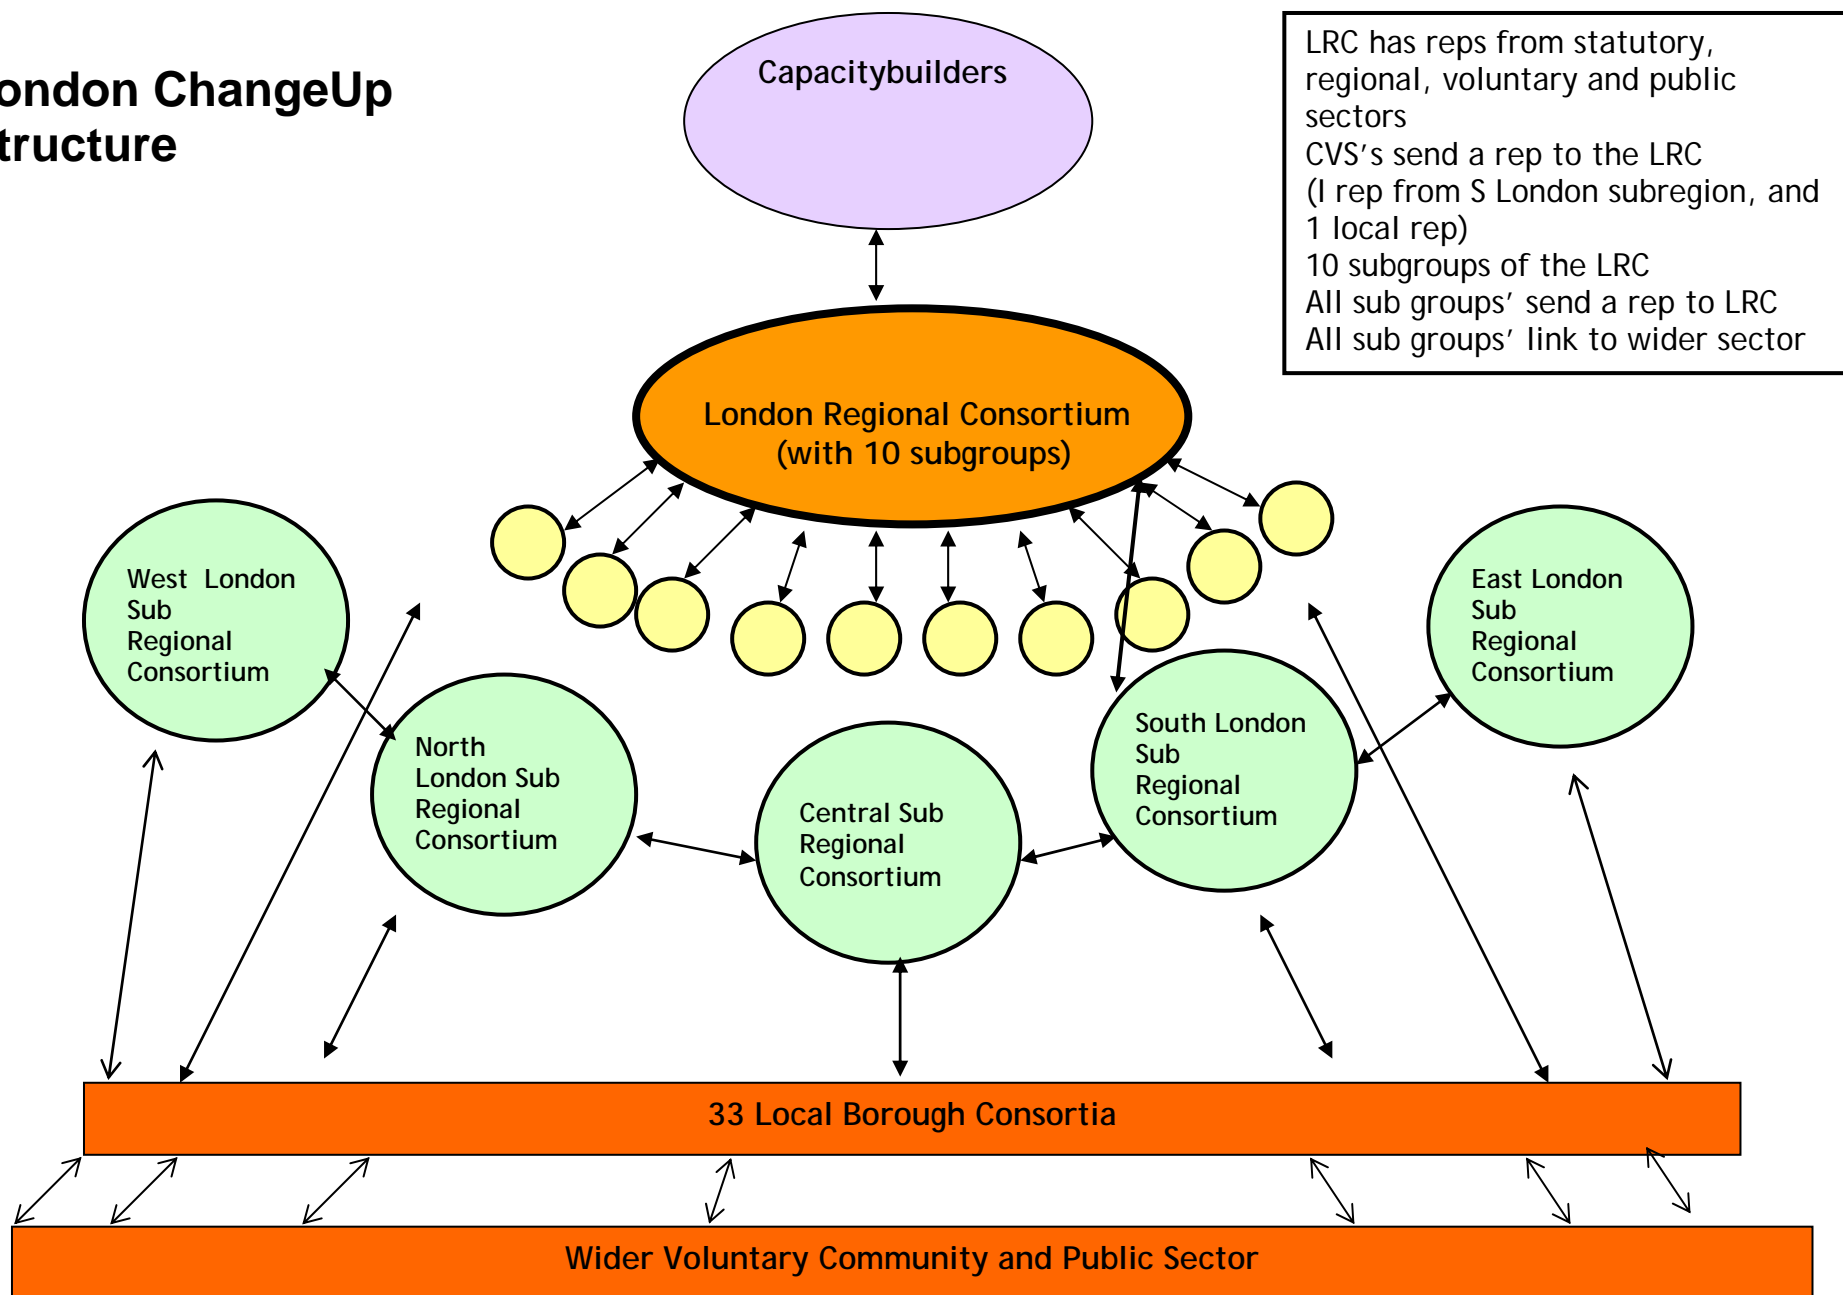 ondon ChangeUp
tructure
Capacitybuilders
LRC has reps from statutory,
regional, voluntary and public
sectors
CVS's send a rep to the LRC
(I rep from S London subregion, and
1 local rep)
10 subgroups of the LRC
All sub groups' send a rep to LRC
All sub groups' link to wider sector
London Regional Consortium
(with 10 subgroups)
West London
Sub
Regional
Consortium
North
London Sub
Regional
Consortium
Central Sub
Regional
Consortium
South London
Sub
Regional
Consortium
East London
Sub
Regional
Consortium
33 Local Borough Consortia
Wider Voluntary Community and Public Sector